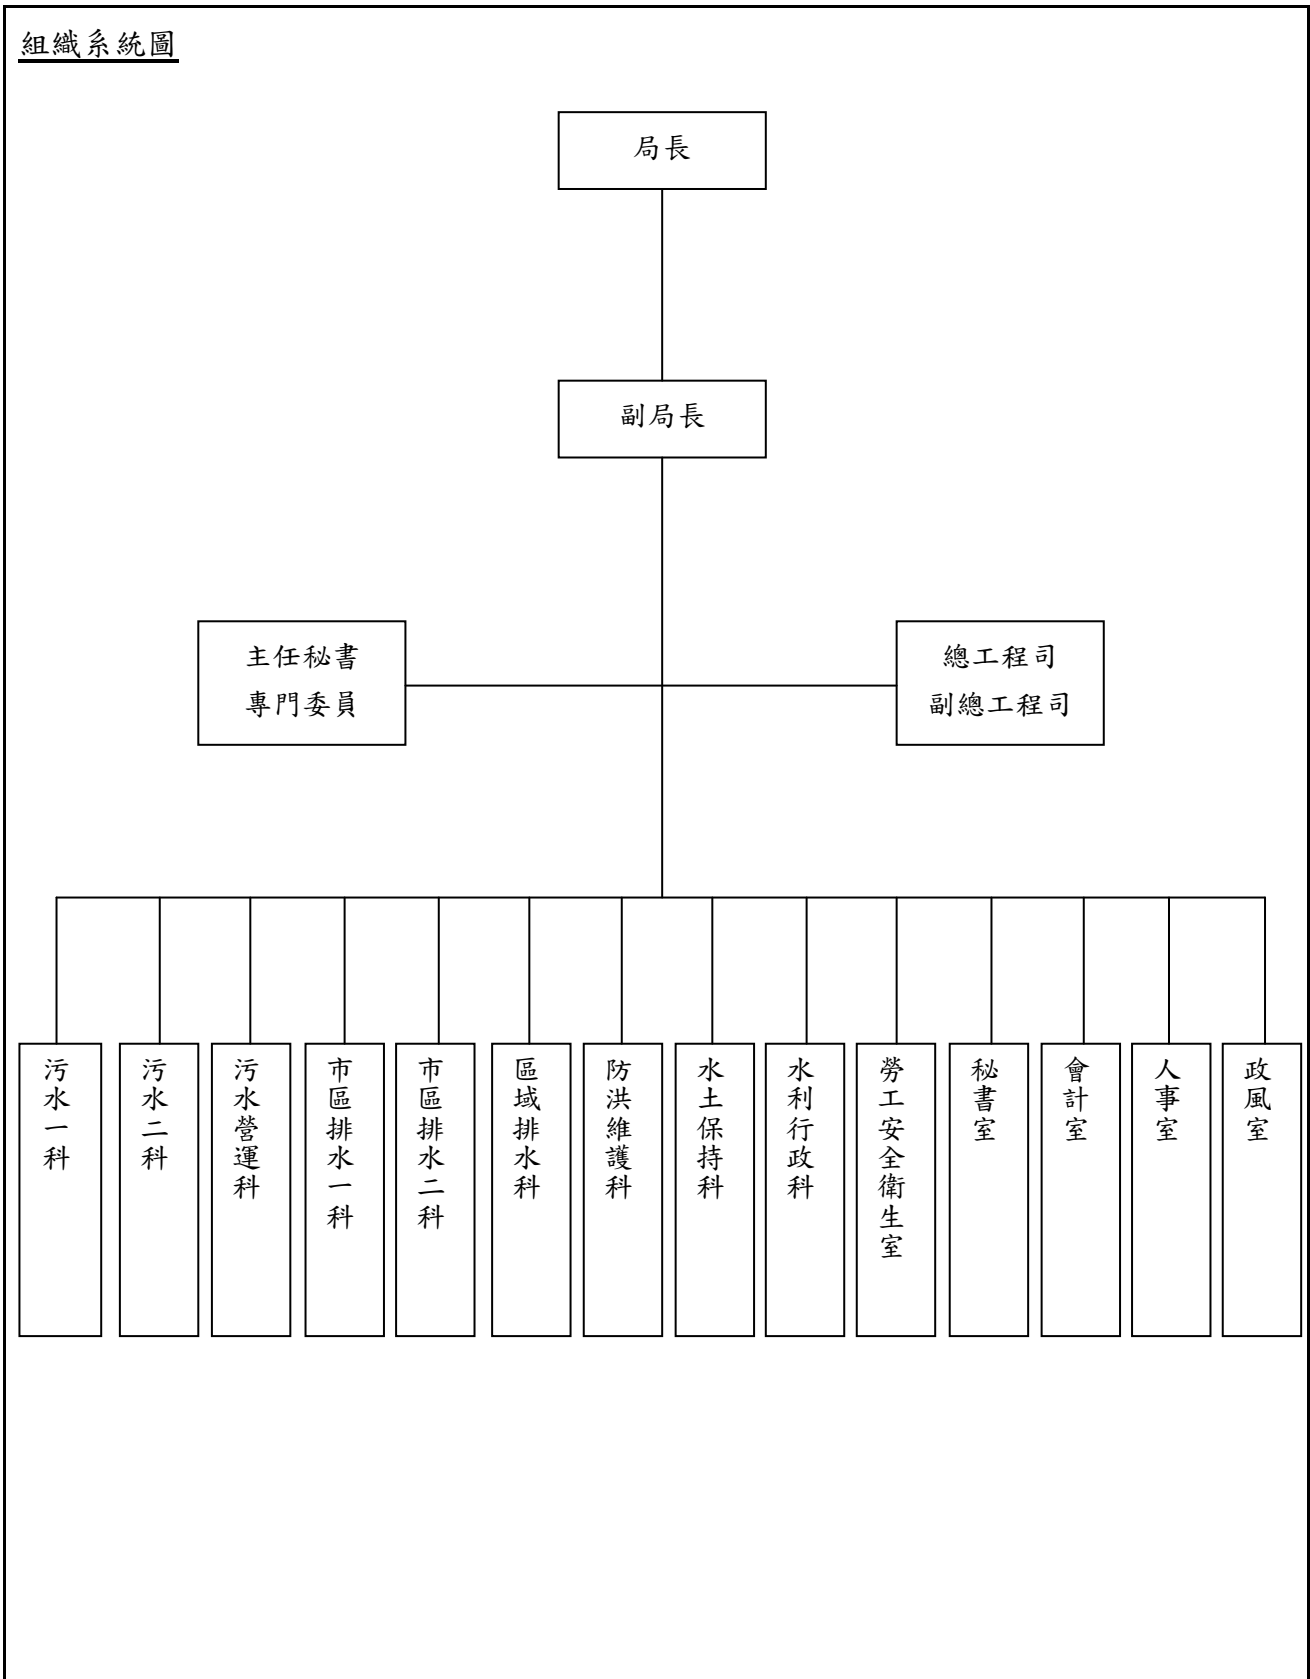 組織系統圖
局長
副局長
主任秘書
專門委員
總工程司
副總工程司
污水一科
污水二科
污水營運科
市區排水一科
市區排水二科
區域排水科
防洪維護科
水土保持科
水利行政科
勞工安全衛生室
秘書室
會計室
人事室
政風室